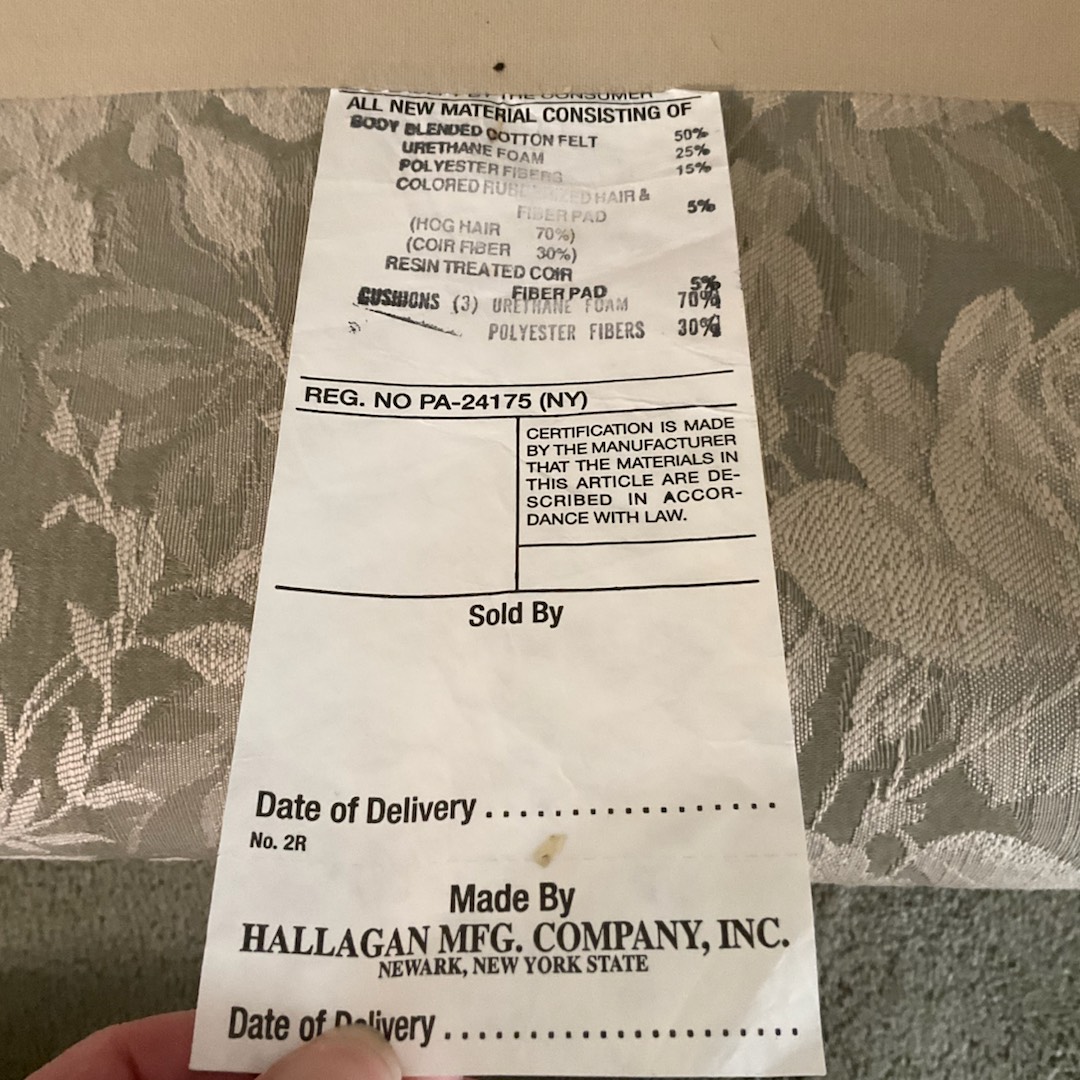 BY THE CONSUMER
ALL NEW MATERIAL CONSISTING OF
BODY BLENDED COTTON FELT 50%
URETHANE FOAM 25%
POLYESTER FIBERS 15%
COLORED HAIR &
FIBER PAD 5%
(HOG HAIR 70%)
(COIR FIBER 30%)
RESIN TREATED COIR
FIBER PAD 5%
CUSHIONS (3) URETHANE FOAM 70%
POLYESTER FIBERS 30%
REG. NO PA-24175 (NY)
CERTIFICATION IS MADE
BY THE MANUFACTURER
THAT THE MATERIALS IN
THIS ARTICLE ARE DE-
SCRIBED IN ACCOR-
DANCE WITH LAW.
Sold By
Date of Delivery ..................
No. 2R
Made By
HALLAGAN MFG. COMPANY, INC.
NEWARK, NEW YORK STATE
Date of Delivery ......................